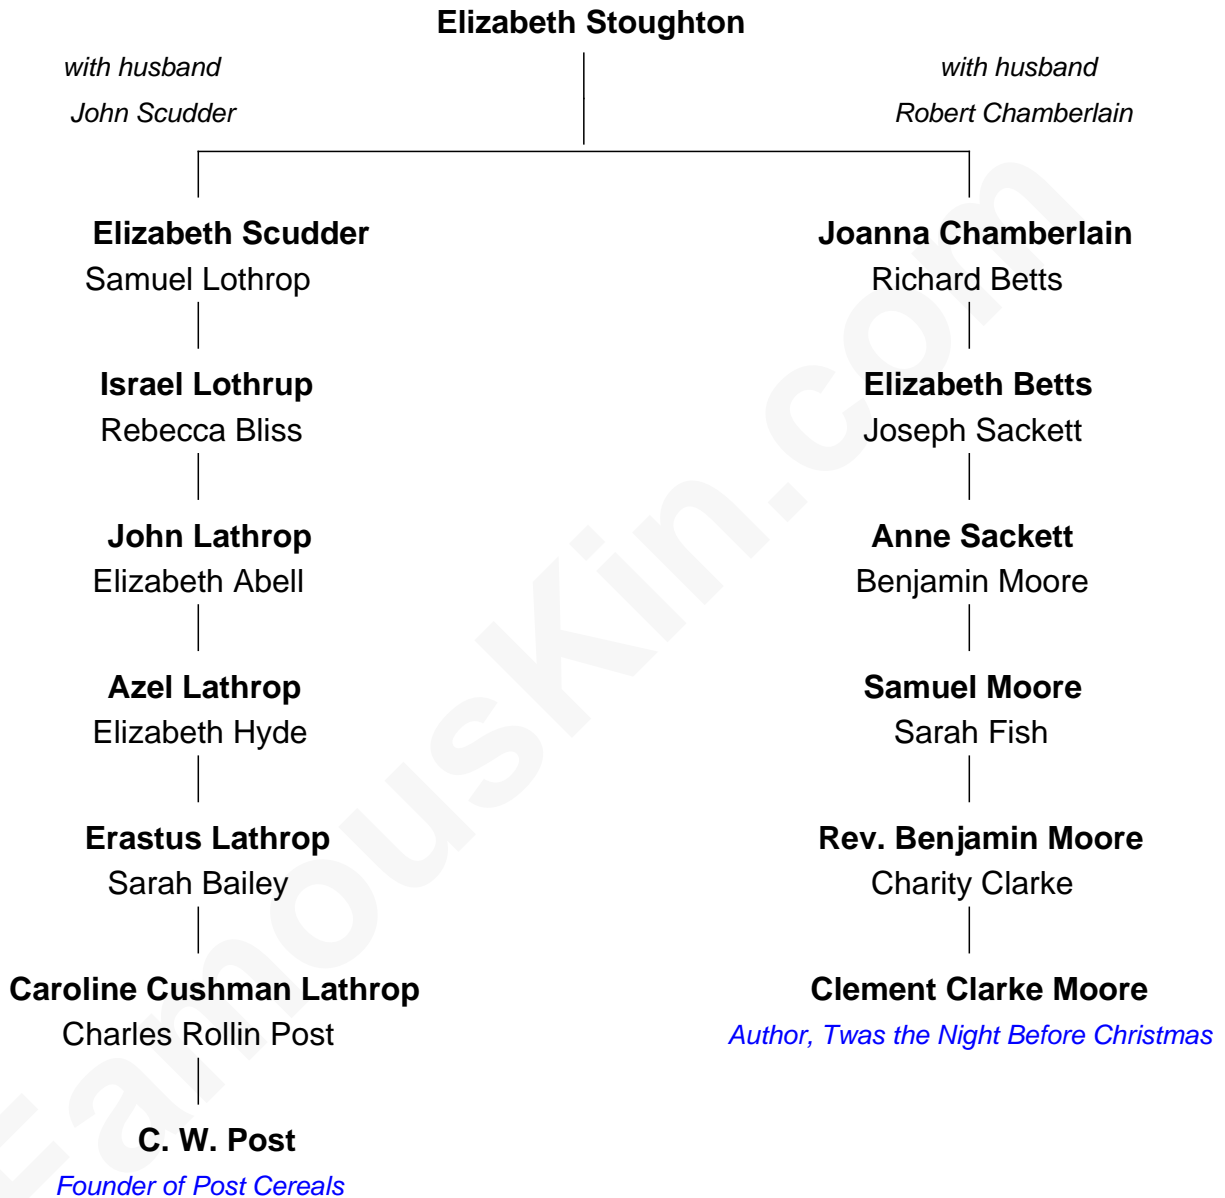 Elizabeth Stoughton
with husband
John Scudder
with husband
Robert Chamberlain
Elizabeth Scudder
Samuel Lothrop
Joanna Chamberlain
Richard Betts
Israel Lothrup
Rebecca Bliss
Elizabeth Betts
Joseph Sackett
John Lathrop
Elizabeth Abell
Anne Sackett
Benjamin Moore
Azel Lathrop
Elizabeth Hyde
Samuel Moore
Sarah Fish
Erastus Lathrop
Sarah Bailey
Rev. Benjamin Moore
Charity Clarke
Caroline Cushman Lathrop
Charles Rollin Post
Clement Clarke Moore
Author, Twas the Night Before Christmas
C. W. Post
Founder of Post Cereals
FamousKin.com